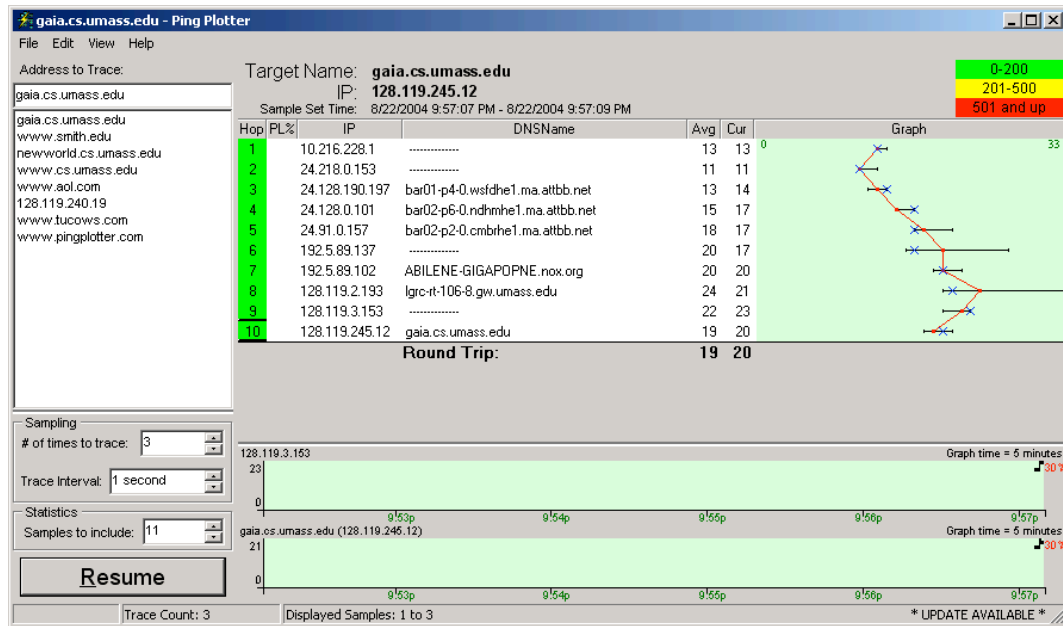 gaia.cs.umass.edu - Ping Plotter
File Edit View Help
Address to Trace:
gaia.cs.umass.edu
gaia.cs.umass.edu
www.smith.edu
newworld.cs.umass.edu
www.cs.umass.edu
www.aol.com
128.119.240.19
www.tucows.com
www.pingplotter.com
Target Name: gaia.cs.umass.edu
IP: 128.119.245.12
Sample Set Time: 8/22/2004 9:57:07 PM - 8/22/2004 9:57:09 PM
0-200
201-500
501 and up
Hop PL% IP DNSName Avg Cur Graph
0 33
1 10.216.228.1 ------------- 13 13
2 24.218.0.153 ------------- 11 11
3 24.128.190.197 bar01-p4-0.wsfdhe1.ma.attbb.net 13 14
4 24.128.0.101 bar02-p6-0.ndhmhe1.ma.attbb.net 15 17
5 24.91.0.157 bar02-p2-0.cmbrhe1.ma.attbb.net 18 17
6 192.5.89.137 ------------- 20 17
7 192.5.89.102 ABILENE-GIGAPOPNE.nox.org 20 20
8 128.119.2.193 lgrc-rt-106-8.gw.umass.edu 24 21
9 128.119.3.153 ------------- 22 23
10 128.119.245.12 gaia.cs.umass.edu 19 20
Round Trip: 19 20
Sampling
# of times to trace: 3
Trace Interval: 1 second
Statistics
Samples to include: 11
Resume
128.119.3.153 Graph time = 5 minutes
23 30%
0
9:53p 9:54p 9:55p 9:56p 9:57p
gaia.cs.umass.edu (128.119.245.12) Graph time = 5 minutes
21 30%
0
9:53p 9:54p 9:55p 9:56p 9:57p
Trace Count: 3 Displayed Samples: 1 to 3 * UPDATE AVAILABLE *